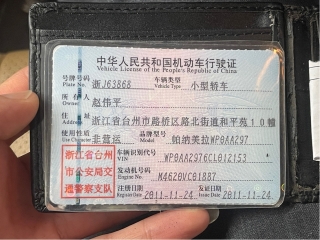 中华人民共和国机动车行驶证
Vehicle License of the People's Republic of China
号牌号码 浙J63868 车辆类型 小型轿车
Plate No. Vehicle Type
所有人 赵伟平
Owner
住址 浙江省台州市路桥区路北街道和平苑10幢
Address
使用性质 非营运 品牌型号 帕纳美拉WP0AA297
Use Character Model
浙江省台州
市公安局交
通警察支队
车辆识别代号 WP0AA2976CL012153
VIN
发动机号码 M4620VC01887
Engine No.
注册日期 2011-11-24 发证日期 2011-11-24
Register Date Issue Date